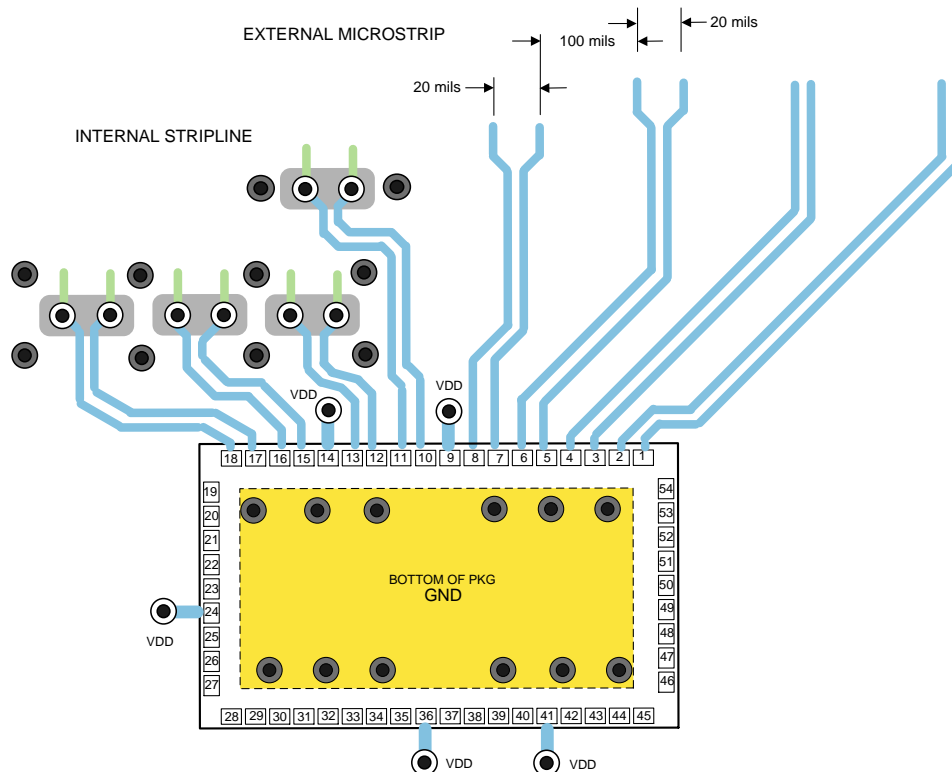 EXTERNAL MICROSTRIP
20 mils
100 mils
20 mils
INTERNAL STRIPLINE
VDD
VDD
18 17 16 15 14 13 12 11 10 9 8 7 6 5 4 3 2 1
19
20
21
22
23
24
25
26
27
54
53
52
51
50
49
48
47
46
BOTTOM OF PKG
GND
VDD
28 29 30 31 32 33 34 35 36 37 38 39 40 41 42 43 44 45
VDD
VDD